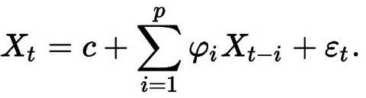 X_t = c + \sum_{i=1}^{p} \varphi_i X_{t-i} + \varepsilon_t.